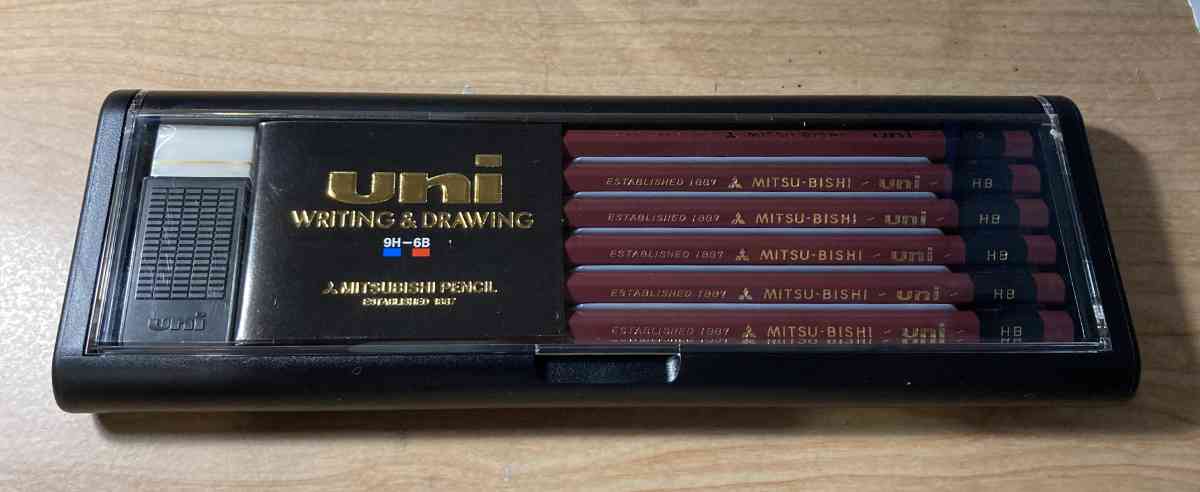 uni
WRITING & DRAWING
9H–6B
MITSUBISHI PENCIL
ESTABLISHED 1887
uni
MITSU-BISHI uni
ESTABLISHED 1887 MITSU-BISHI - uni - HB
ESTABLISHED 1887 MITSU-BISHI - uni - HB
ESTABLISHED 1887 MITSU-BISHI - uni - HB
ESTABLISHED 1887 MITSU-BISHI - uni - HB
ESTABLISHED 1887 MITSU-BISHI - uni - HB